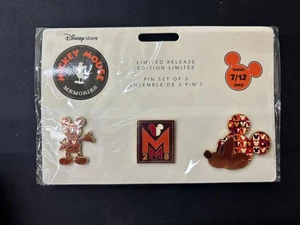 Disney store
MICKEY MOUSE
MEMORIES
LIMITED RELEASE
ÉDITION LIMITÉE
PIN SET OF 3
ENSEMBLE DE 3 PIN'S
7/12
M
28